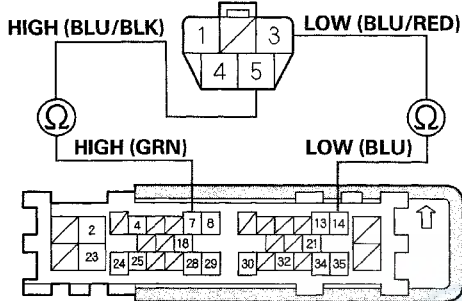 HIGH (BLU/BLK) LOW (BLU/RED)
1 3
4 5
Ω Ω
HIGH (GRN) LOW (BLU)
2 4 7 8 13 14
18 21
23 24 25 28 29 30 32 34 35